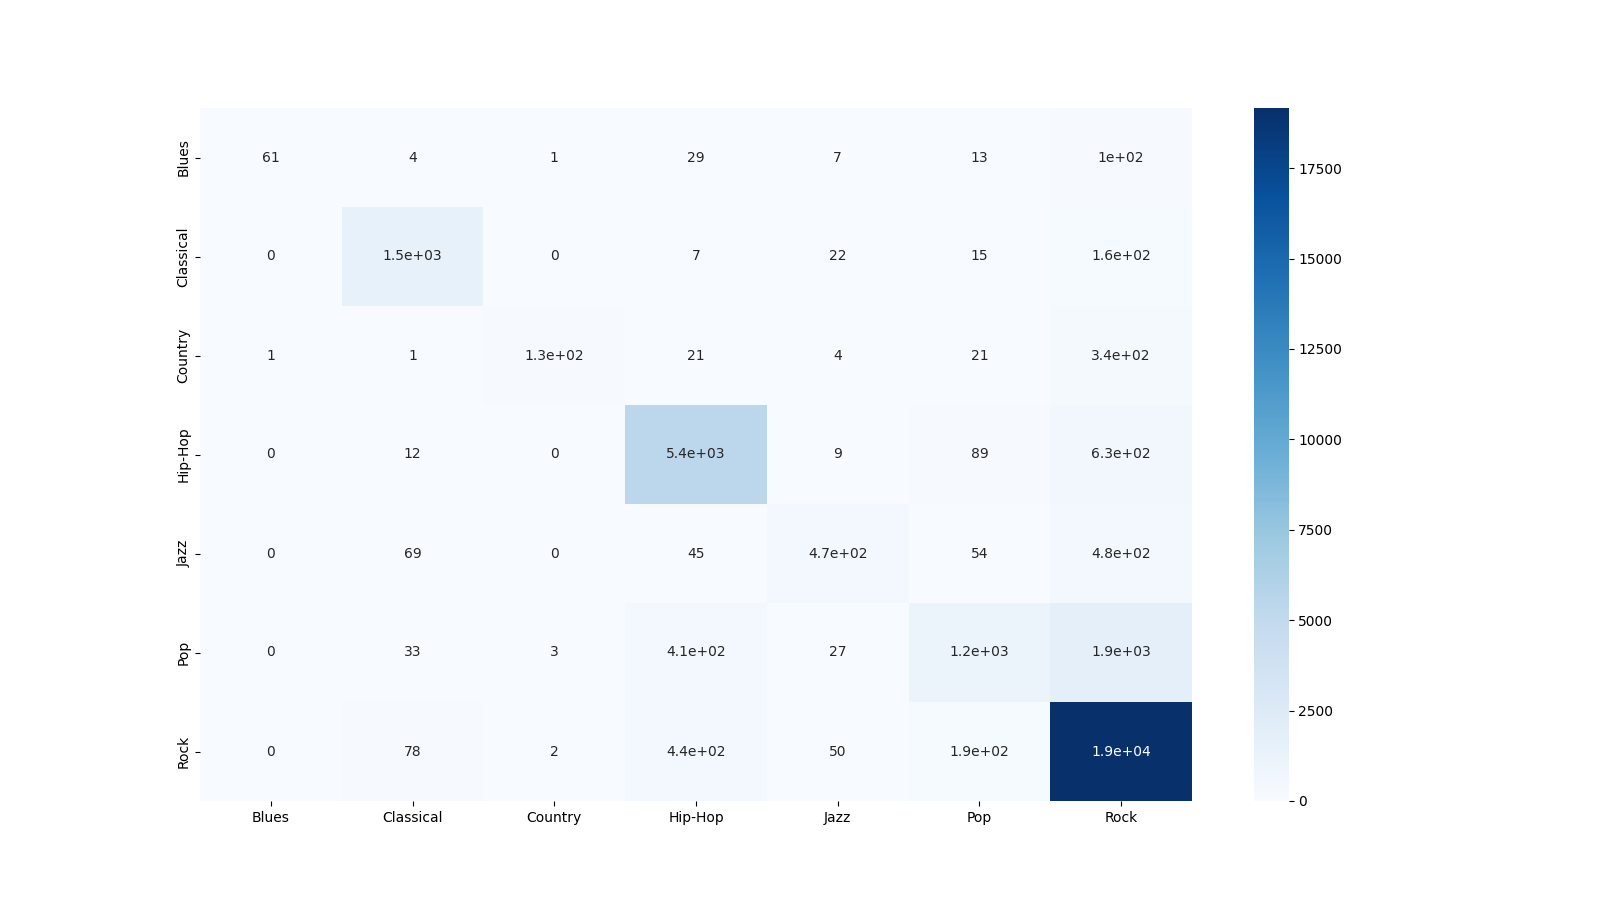 Blues 61 4 1 29 7 13 1e+02
Classical 0 1.5e+03 0 7 22 15 1.6e+02
Country 1 1 1.3e+02 21 4 21 3.4e+02
Hip-Hop 0 12 0 5.4e+03 9 89 6.3e+02
Jazz 0 69 0 45 4.7e+02 54 4.8e+02
Pop 0 33 3 4.1e+02 27 1.2e+03 1.9e+03
Rock 0 78 2 4.4e+02 50 1.9e+02 1.9e+04
Blues Classical Country Hip-Hop Jazz Pop Rock
17500
15000
12500
10000
7500
5000
2500
0